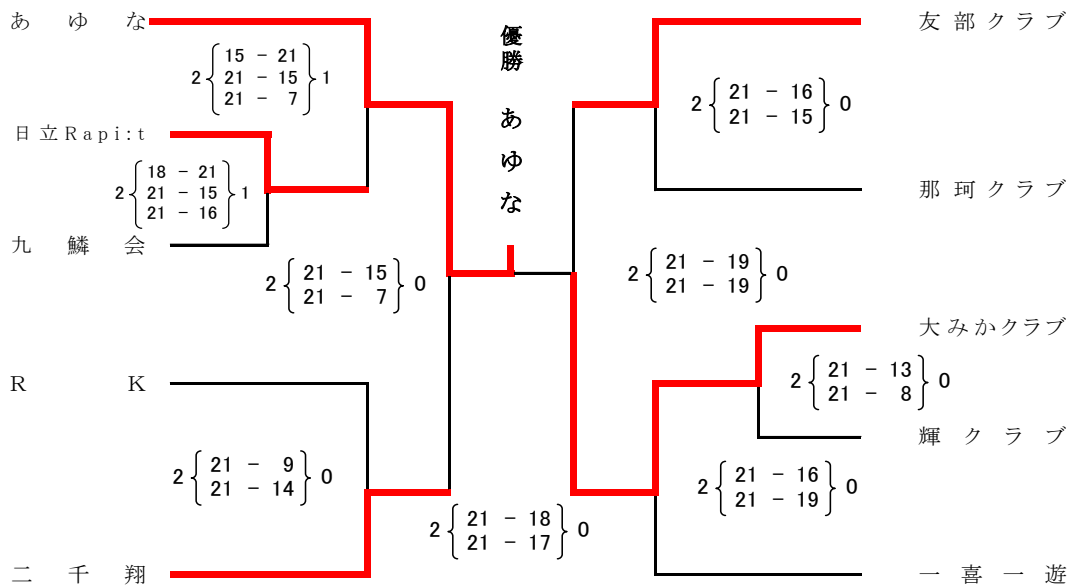 あゆな
2 15 － 21 1
21 － 15
21 － 7
日立Rapi:t
2 18 － 21 1
21 － 15
21 － 16
九鱗会
2 21 － 15 0
21 － 7
RK
2 21 － 9 0
21 － 14
二千翔
優勝 あゆな
2 21 － 18 0
21 － 17
友部クラブ
2 21 － 16 0
21 － 15
那珂クラブ
2 21 － 19 0
21 － 19
大みかクラブ
2 21 － 13 0
21 － 8
輝クラブ
2 21 － 16 0
21 － 19
一喜一遊